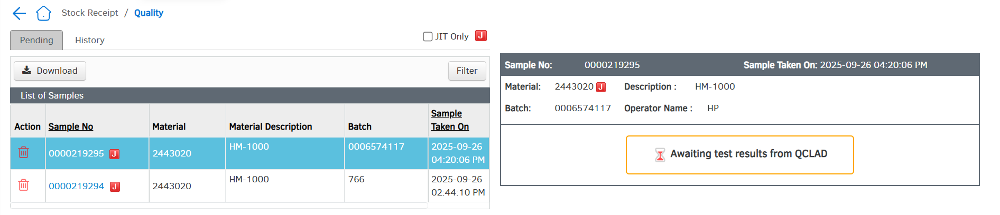 Stock Receipt / Quality
Pending History JIT Only J
Download Filter
List of Samples
Action Sample No Material Material Description Batch Sample Taken On
0000219295 J 2443020 HM-1000 0006574117 2025-09-26 04:20:06 PM
0000219294 J 2443020 HM-1000 766 2025-09-26 02:44:10 PM
Sample No: 0000219295 Sample Taken On: 2025-09-26 04:20:06 PM
Material: 2443020 J Description : HM-1000
Batch: 0006574117 Operator Name : HP
Awaiting test results from QCLAD